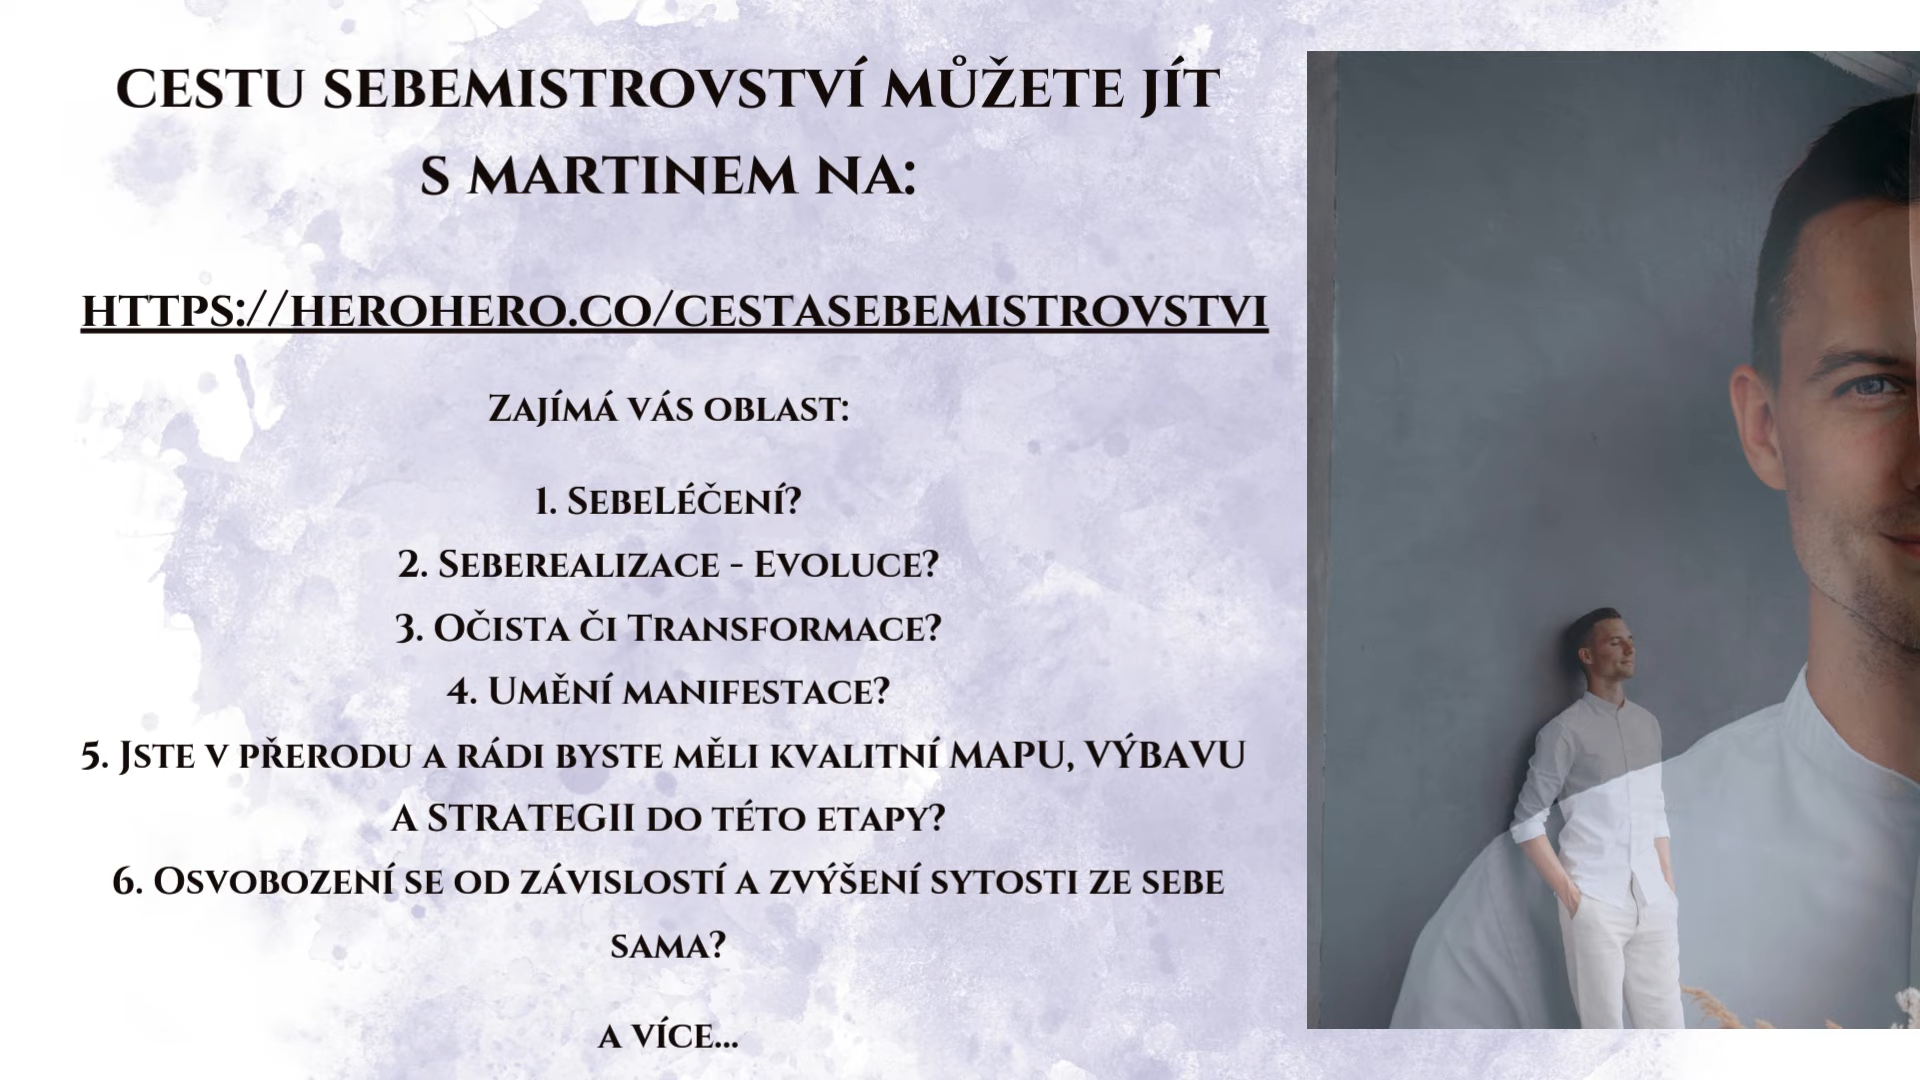 CESTU SEBEMISTROVSTVÍ MŮŽETE JÍT
S MARTINEM NA:
HTTPS://HEROHERO.CO/CESTASEBEMISTROVSTVI
Zajímá vás oblast:
1. SebeLéčení?
2. Seberealizace - Evoluce?
3. Očista či Transformace?
4. Umění manifestace?
5. Jste v přerodu a rádi byste měli kvalitní MAPU, VÝBAVU
A STRATEGII do této etapy?
6. Osvobození se od závislostí a zvýšení sytosti ze sebe
sama?
a více...